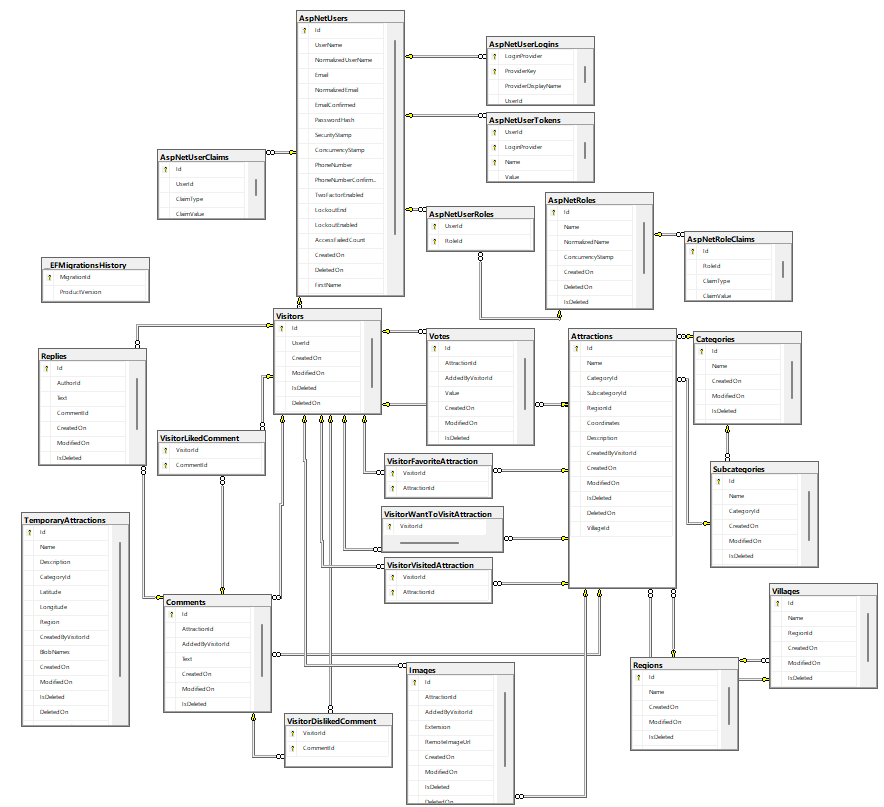 AspNetUsers
Id
UserName
NormalizedUserName
Email
NormalizedEmail
EmailConfirmed
PasswordHash
SecurityStamp
ConcurrencyStamp
PhoneNumber
PhoneNumberConfirm...
TwoFactorEnabled
LockoutEnd
LockoutEnabled
AccessFailedCount
CreatedOn
DeletedOn
FirstName
AspNetUserLogins
LoginProvider
ProviderKey
ProviderDisplayName
UserId
AspNetUserTokens
UserId
LoginProvider
Name
Value
AspNetUserClaims
Id
UserId
ClaimType
ClaimValue
AspNetUserRoles
UserId
RoleId
AspNetRoles
Id
Name
NormalizedName
ConcurrencyStamp
CreatedOn
DeletedOn
IsDeleted
AspNetRoleClaims
Id
RoleId
ClaimType
ClaimValue
__EFMigrationsHistory
MigrationId
ProductVersion
Visitors
Id
UserId
CreatedOn
ModifiedOn
IsDeleted
DeletedOn
Replies
Id
AuthorId
Text
CommentId
CreatedOn
ModifiedOn
IsDeleted
Votes
Id
AttractionId
AddedByVisitorId
Value
CreatedOn
ModifiedOn
IsDeleted
Attractions
Id
Name
CategoryId
SubcategoryId
RegionId
Coordinates
Description
CreatedByVisitorId
CreatedOn
ModifiedOn
IsDeleted
DeletedOn
VillageId
Categories
Id
Name
CreatedOn
ModifiedOn
IsDeleted
VisitorLikedComment
VisitorId
CommentId
VisitorFavoriteAttraction
VisitorId
AttractionId
Subcategories
Id
Name
CategoryId
CreatedOn
ModifiedOn
IsDeleted
VisitorWantToVisitAttraction
VisitorId
TemporaryAttractions
Id
Name
Description
CategoryId
Latitude
Longitude
Region
CreatedByVisitorId
BlobNames
CreatedOn
ModifiedOn
IsDeleted
DeletedOn
VisitorVisitedAttraction
VisitorId
AttractionId
Comments
Id
AttractionId
AddedByVisitorId
Text
CreatedOn
ModifiedOn
IsDeleted
Villages
Id
Name
RegionId
CreatedOn
ModifiedOn
IsDeleted
Images
Id
AttractionId
AddedByVisitorId
Extension
RemoteImageUrl
CreatedOn
ModifiedOn
IsDeleted
DeletedOn
Regions
Id
Name
CreatedOn
ModifiedOn
IsDeleted
VisitorDislikedComment
VisitorId
CommentId